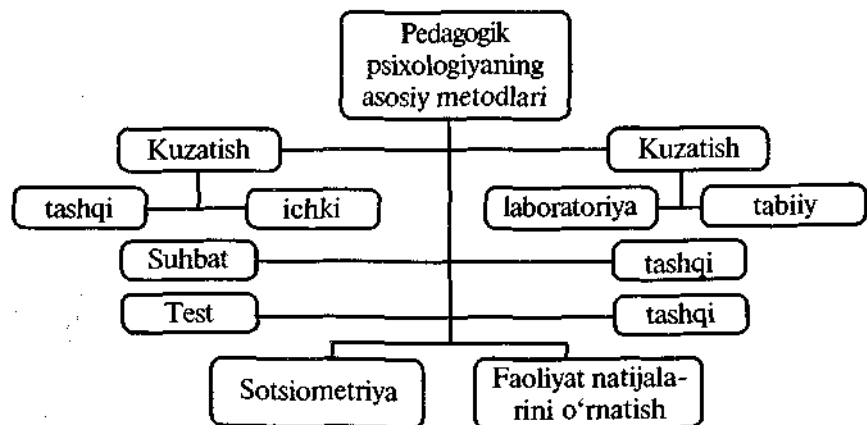 Pedagogik
psixologiyaning
asosiy metodlari
Kuzatish
Kuzatish
tashqi
ichki
laboratoriya
tabiiy
Suhbat
tashqi
Test
tashqi
Sotsiometriya
Faoliyat natijala-
rini o‘rnatish